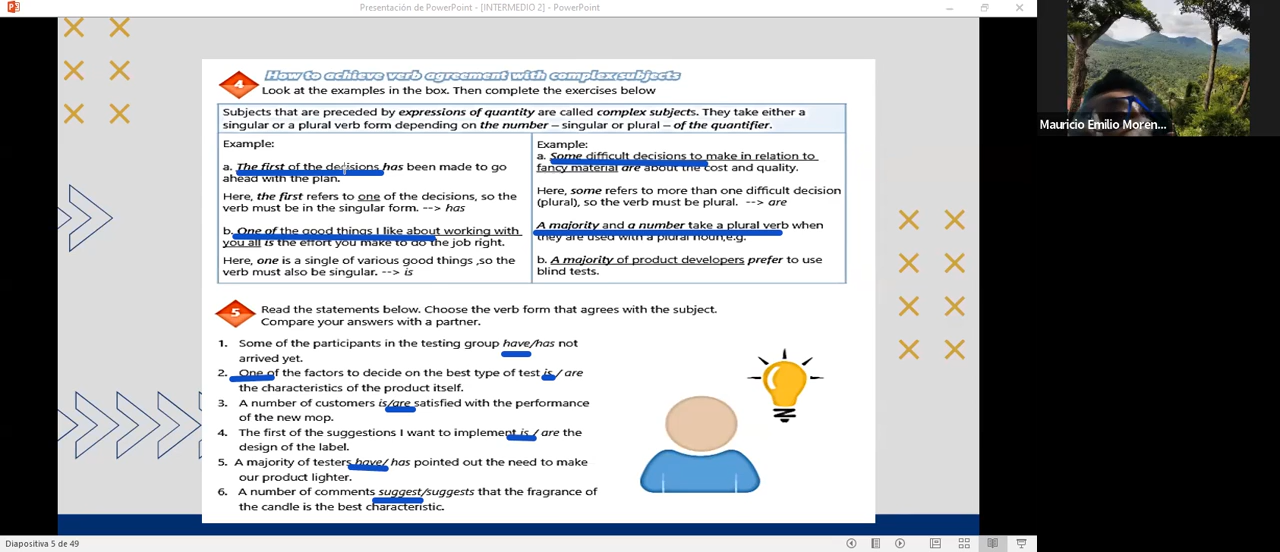 Presentación de PowerPoint - [INTERMEDIO 2] - PowerPoint
4
How to achieve verb agreement with complex subjects
Look at the examples in the box. Then complete the exercises below
Subjects that are preceded by expressions of quantity are called complex subjects. They take either a
singular or a plural verb form depending on the number – singular or plural – of the quantifier.
Example:
a. The first of the decisions has been made to go
ahead with the plan.
Here, the first refers to one of the decisions, so the
verb must be in the singular form. --> has
b. One of the good things I like about working with
you all is the effort you make to do the job right.
Here, one is a single of various good things ,so the
verb must also be singular. --> is
Example:
a. Some difficult decisions to make in relation to
fancy material are about the cost and quality.
Here, some refers to more than one difficult decision
(plural), so the verb must be plural. --> are
A majority and a number take a plural verb when
they are used with a plural noun,e.g.
b. A majority of product developers prefer to use
blind tests.
5
Read the statements below. Choose the verb form that agrees with the subject.
Compare your answers with a partner.
1. Some of the participants in the testing group have/has not
arrived yet.
2. One of the factors to decide on the best type of test is / are
the characteristics of the product itself.
3. A number of customers is/are satisfied with the performance
of the new mop.
4. The first of the suggestions I want to implement is / are the
design of the label.
5. A majority of testers have/ has pointed out the need to make
our product lighter.
6. A number of comments suggest/suggests that the fragrance of
the candle is the best characteristic.
Mauricio Emilio Moren...
Diapositiva 5 de 49